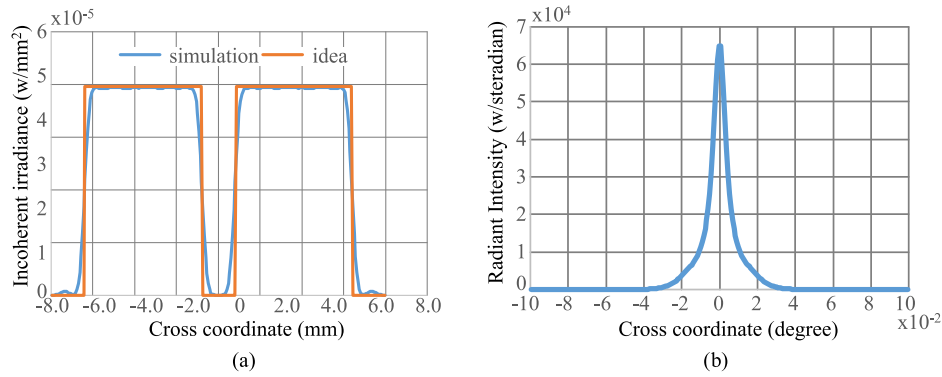 x10-5
6
5
4
3
2
1
0
Incoherent irradiance (w/mm2)
simulation
idea
-8.0 -6.0 -4.0 -2.0 0 2.0 4.0 6.0 8.0
Cross coordinate (mm)
(a)
x10⁴
7
6
5
4
3
2
1
0
Radiant Intensity (w/steradian)
-10 -8 -6 -4 -2 0 2 4 6 8 10
x10-2
Cross coordinate (degree)
(b)